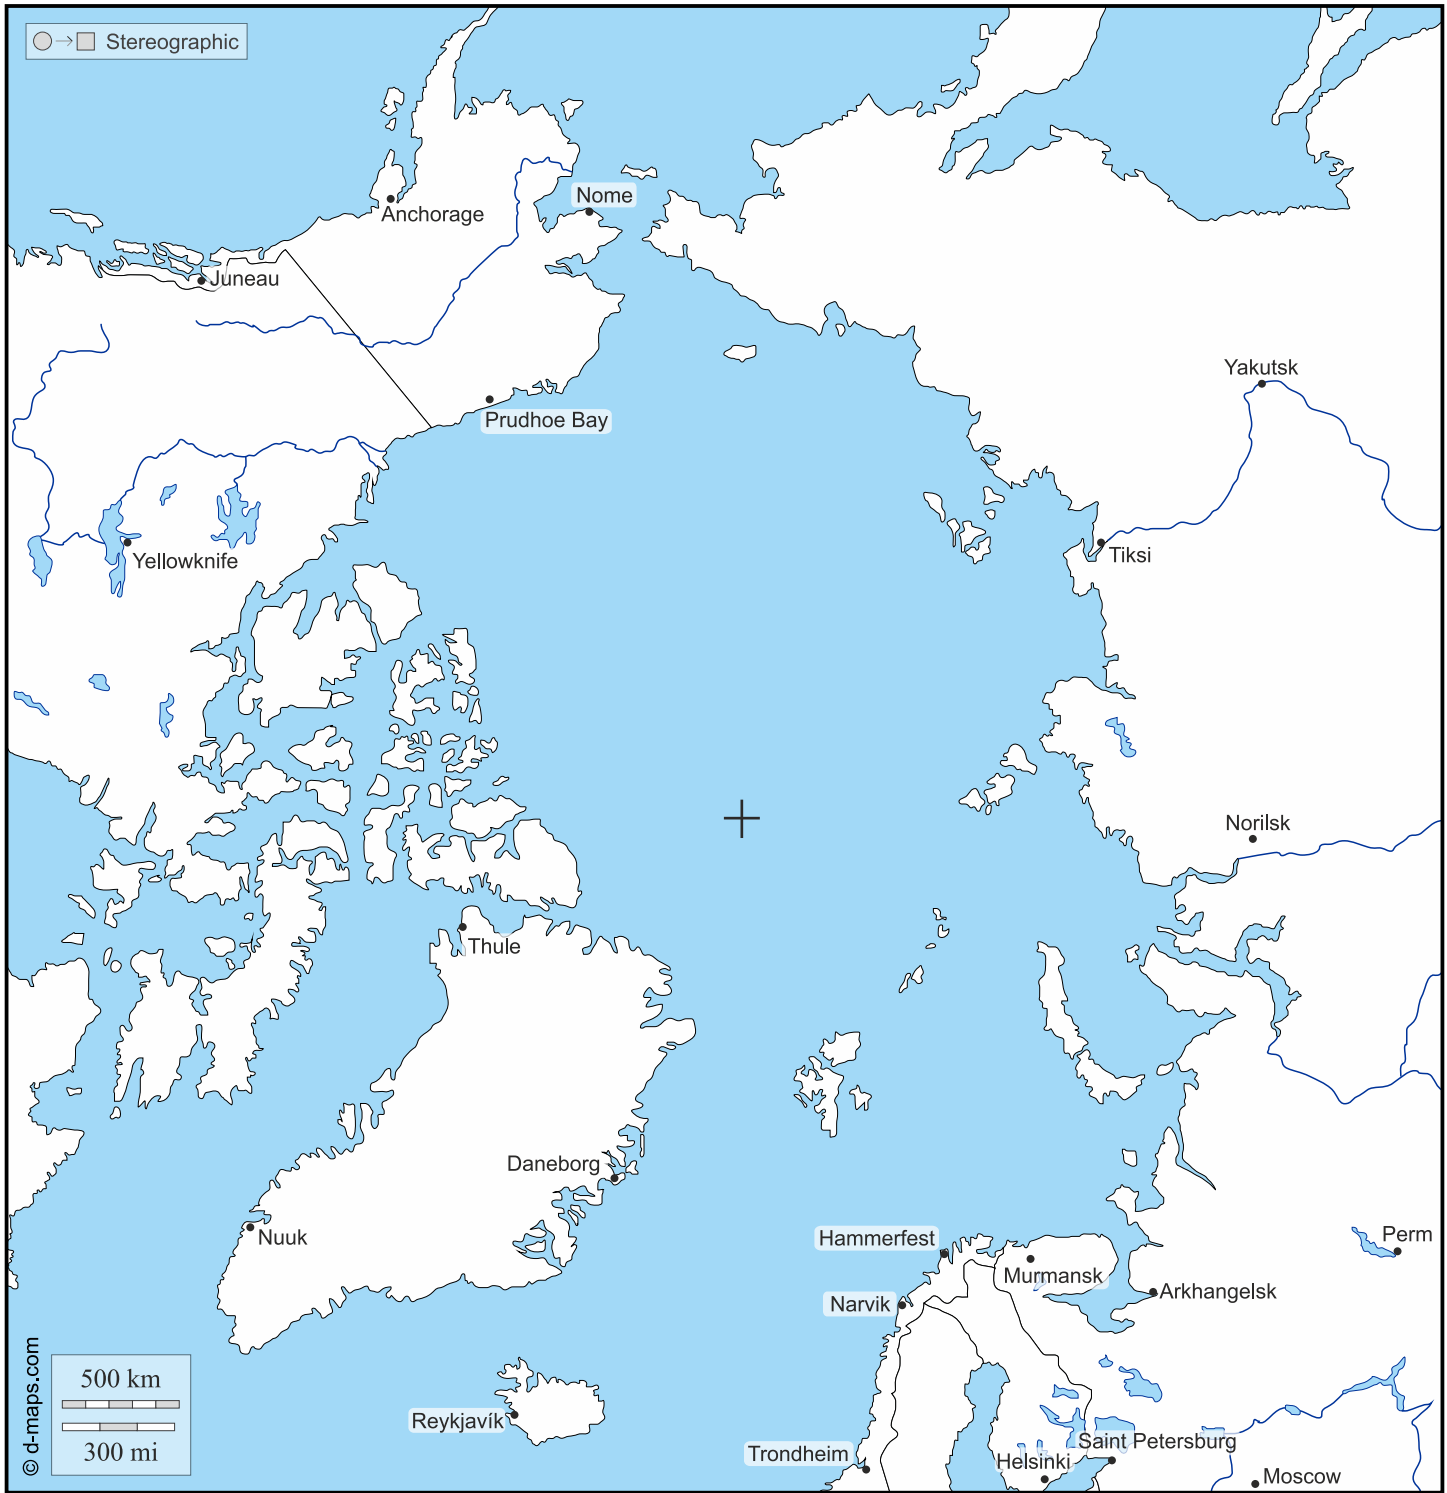 Stereographic
Nome
Anchorage
Juneau
Yakutsk
Prudhoe Bay
Tiksi
Yellowknife
Norilsk
Thule
Daneborg
Nuuk
Hammerfest
Perm
Murmansk
Arkhangelsk
Narvik
© d-maps.com
500 km
300 mi
Reykjavík
Trondheim
Saint Petersburg
Helsinki
Moscow